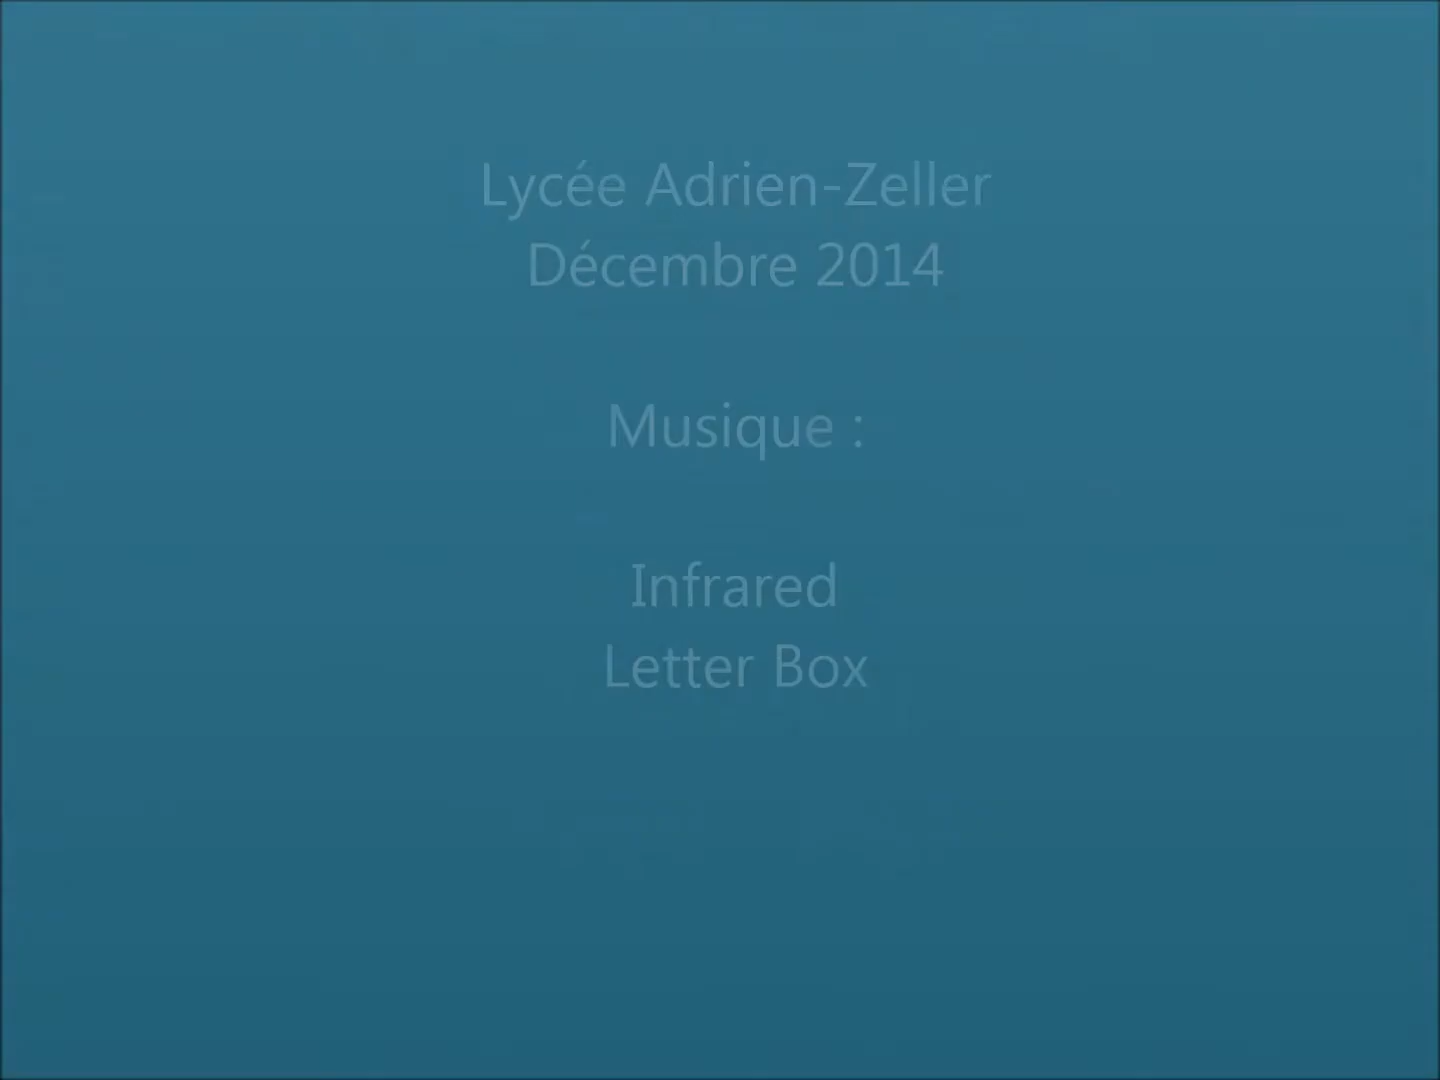 Lycée Adrien-Zeller
Décembre 2014
Musique :
Infrared
Letter Box